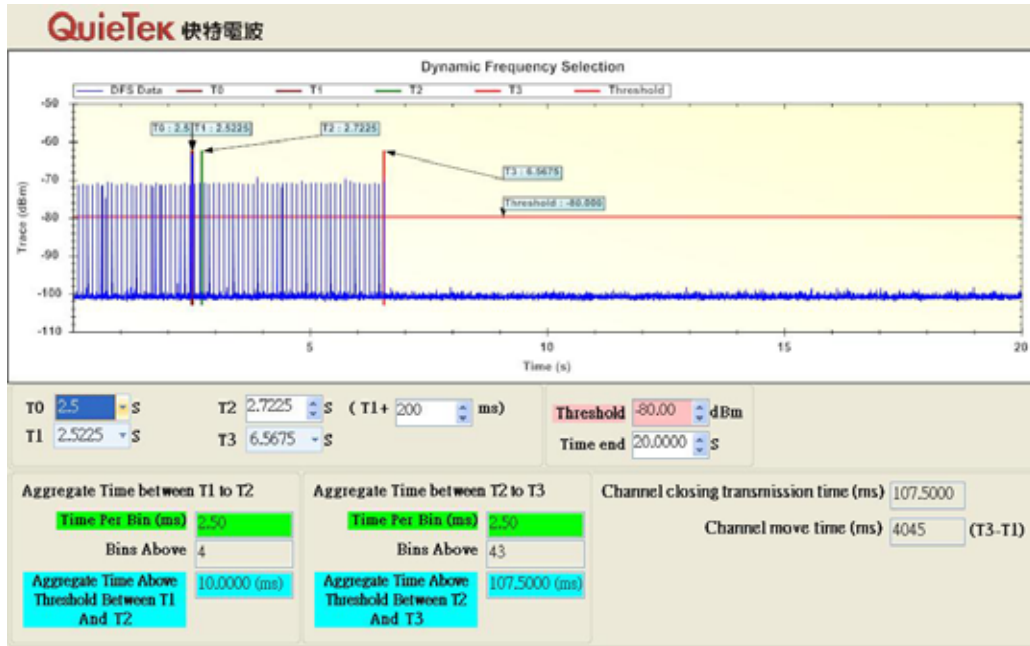 QuieTek 快特電波
Dynamic Frequency Selection
DFS Data T0 T1 T2 T3 Threshold
-50
-60
-70
-80
-90
-100
-110
Trace (dBm)
T0 : 2.5
T1 : 2.5225
T2 : 2.7225
T3 : 6.5675
Threshold : -80.000
5 10 15 20
Time (s)
T0 2.5 S T2 2.7225 S ( T1+ 200 ms) Threshold -80.00 dBm
T1 2.5225 S T3 6.5675 S Time end 20.0000 S
Aggregate Time between T1 to T2
Time Per Bin (ms) 2.50
Bins Above 4
Aggregate Time Above Threshold Between T1 And T2 10.0000 (ms)
Aggregate Time between T2 to T3
Time Per Bin (ms) 2.50
Bins Above 43
Aggregate Time Above Threshold Between T2 And T3 107.5000 (ms)
Channel closing transmission time (ms) 107.5000
Channel move time (ms) 4045 (T3-T1)